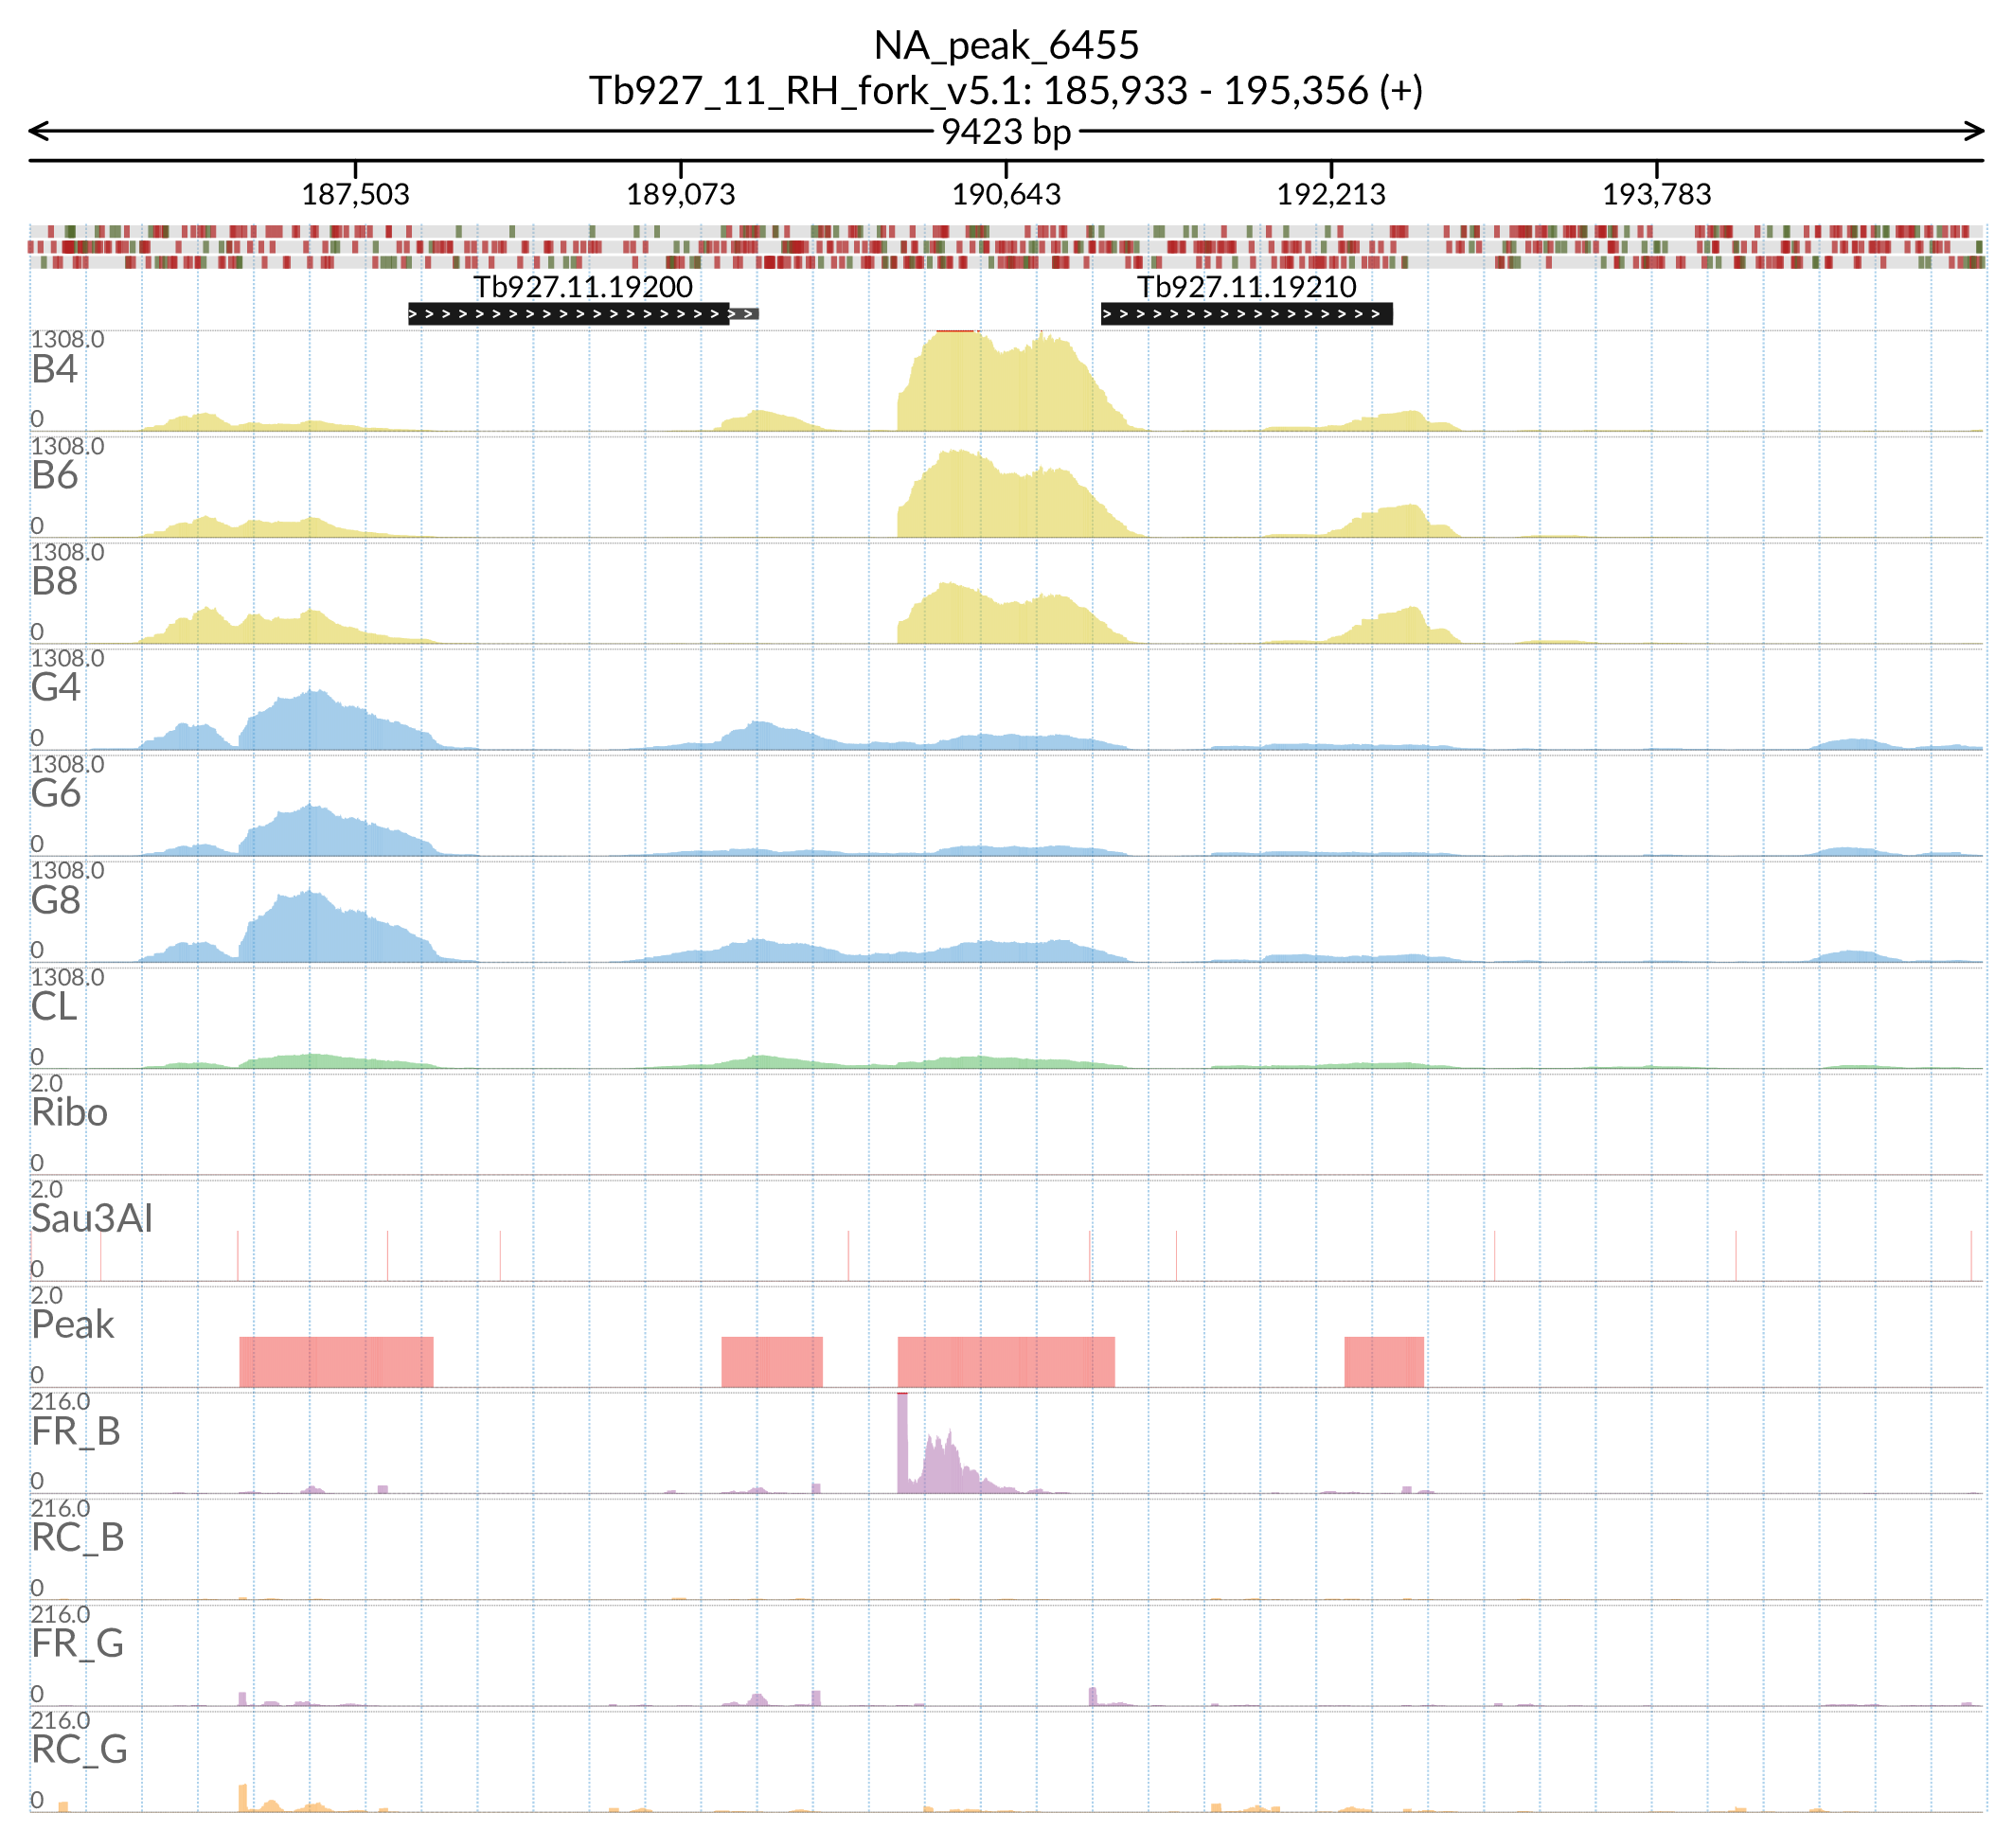 NA_peak_6455
Tb927_11_RH_fork_v5.1: 185,933 - 195,356 (+)
9423 bp
187,503 189,073 190,643 192,213 193,783
Tb927.11.19200 Tb927.11.19210
1308.0
B4
0
1308.0
B6
0
1308.0
B8
0
1308.0
G4
0
1308.0
G6
0
1308.0
G8
0
1308.0
CL
0
2.0
Ribo
0
2.0
Sau3AI
0
2.0
Peak
0
216.0
FR_B
0
216.0
RC_B
0
216.0
FR_G
0
216.0
RC_G
0